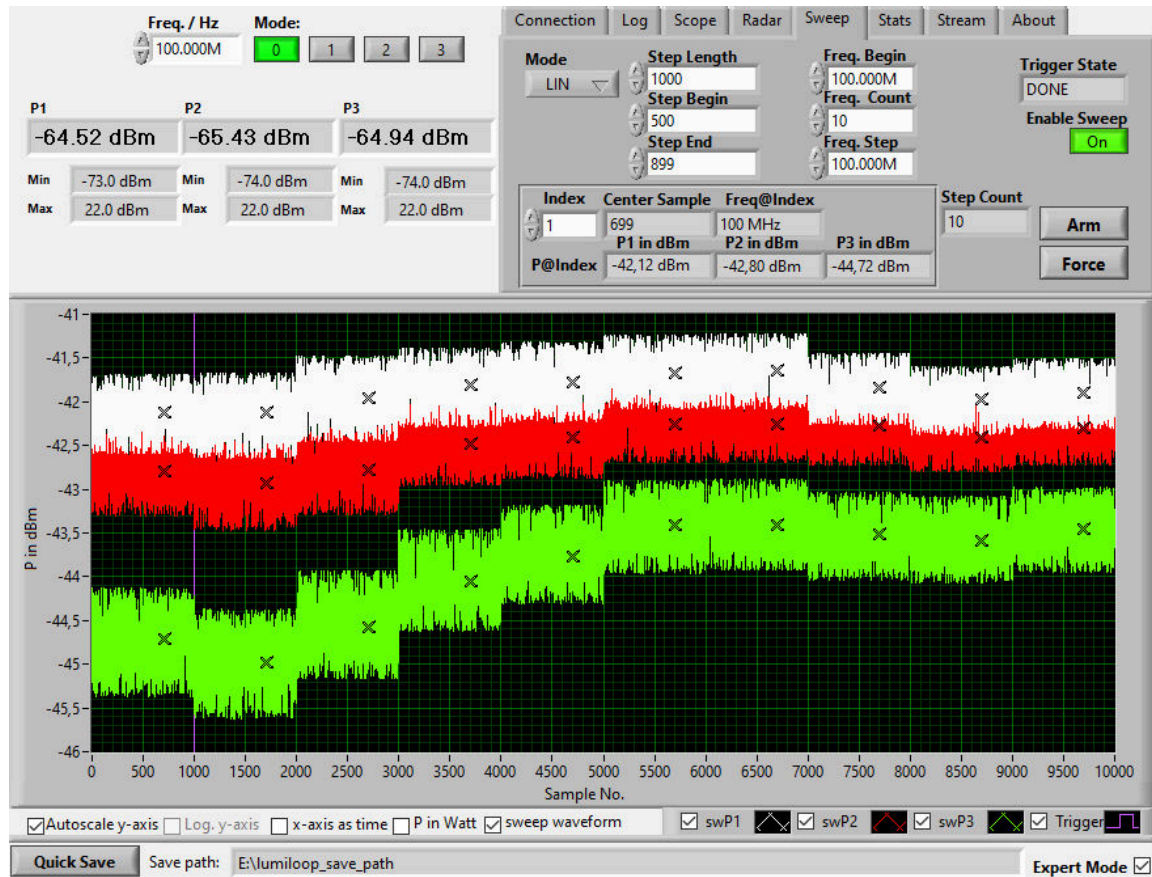 Freq. / Hz Mode:
100.000M 0 1 2 3
P1 P2 P3
-64.52 dBm -65.43 dBm -64.94 dBm
Min -73.0 dBm Min -74.0 dBm Min -74.0 dBm
Max 22.0 dBm Max 22.0 dBm Max 22.0 dBm
Connection Log Scope Radar Sweep Stats Stream About
Mode Step Length Freq. Begin Trigger State
LIN 1000 100.000M DONE
Step Begin Freq. Count Enable Sweep
500 10 On
Step End Freq. Step
899 100.000M
Index Center Sample Freq@Index Step Count
1 699 100 MHz 10 Arm
P1 in dBm P2 in dBm P3 in dBm
P@Index -42,12 dBm -42,80 dBm -44,72 dBm Force
P in dBm
-41
-41,5
-42
-42,5
-43
-43,5
-44
-44,5
-45
-45,5
-46
0 500 1000 1500 2000 2500 3000 3500 4000 4500 5000 5500 6000 6500 7000 7500 8000 8500 9000 9500 10000
Sample No.
Autoscale y-axis Log. y-axis x-axis as time P in Watt sweep waveform swP1 swP2 swP3 Trigger
Quick Save Save path: E:\lumiloop_save_path Expert Mode